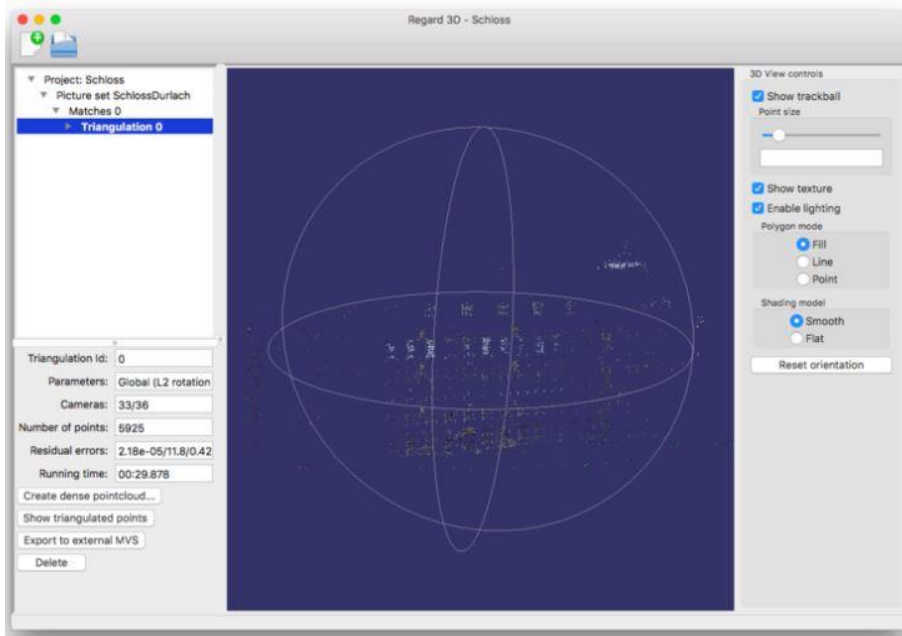 Regard 3D - Schloss
Project: Schloss
Picture set SchlossDurlach
Matches 0
Triangulation 0
Triangulation Id: 0
Parameters: Global (L2 rotation
Cameras: 33/36
Number of points: 5925
Residual errors: 2.18e-05/11.8/0.42
Running time: 00:29.878
Create dense pointcloud...
Show triangulated points
Export to external MVS
Delete
3D View controls
Show trackball
Point size
Show texture
Enable lighting
Polygon mode
Fill
Line
Point
Shading model
Smooth
Flat
Reset orientation